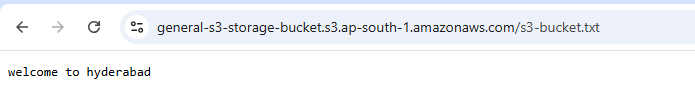 general-s3-storage-bucket.s3.ap-south-1.amazonaws.com/s3-bucket.txt
welcome to hyderabad